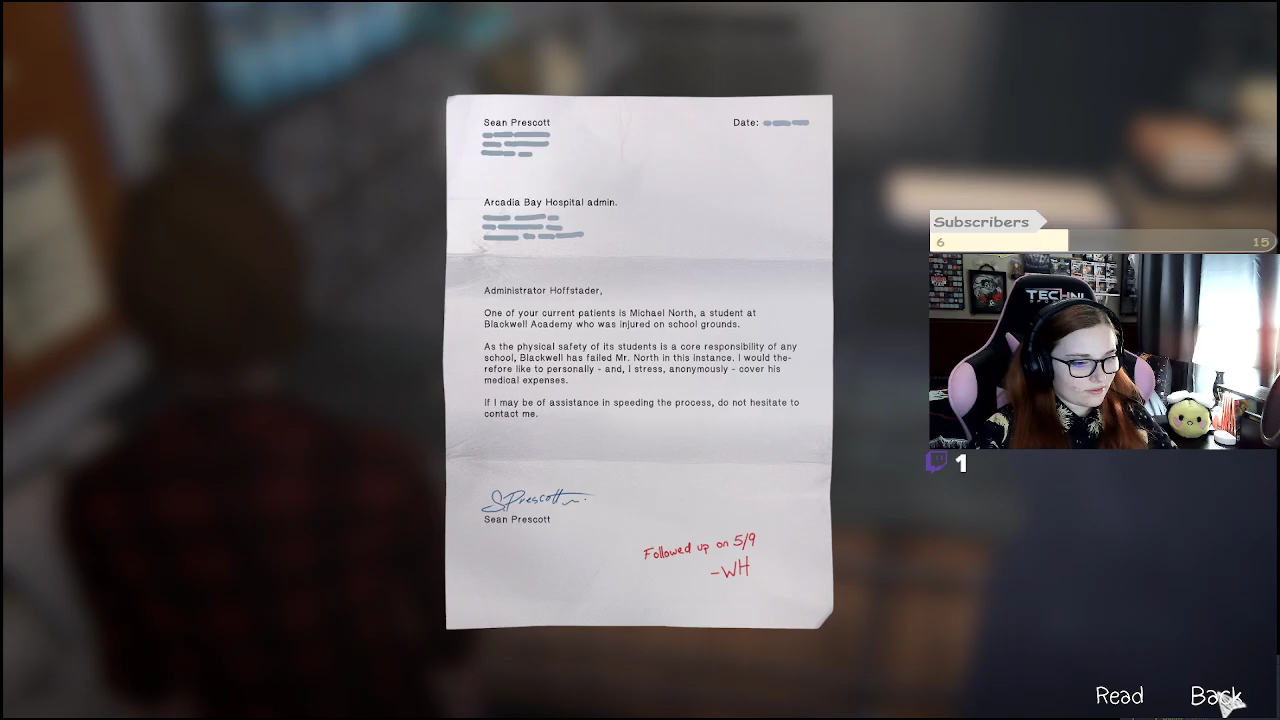 Sean Prescott
Date:
Arcadia Bay Hospital admin.
Administrator Hoffstader,
One of your current patients is Michael North, a student at
Blackwell Academy who was injured on school grounds.
As the physical safety of its students is a core responsibility of any
school, Blackwell has failed Mr. North in this instance. I would the-
refore like to personally - and, I stress, anonymously - cover his
medical expenses.
If I may be of assistance in speeding the process, do not hesitate to
contact me.
SPrescott
Sean Prescott
Followed up on 5/9
-WH
Subscribers
6 15
TECHNI
1
Read Back